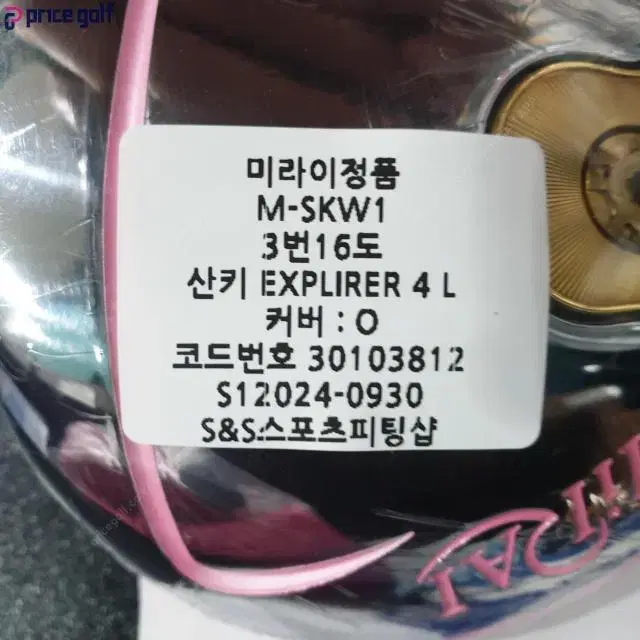 price golf
미라이정품
M-SKW1
3번16도
산키 EXPLIRER 4 L
커버 : O
코드번호 30103812
S12024-0930
S&S스포츠피팅샵